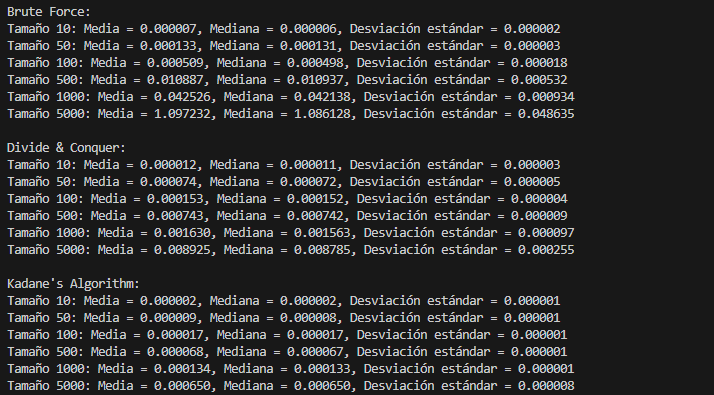 Brute Force:
Tamaño 10: Media = 0.000007, Mediana = 0.000006, Desviación estándar = 0.000002
Tamaño 50: Media = 0.000133, Mediana = 0.000131, Desviación estándar = 0.000003
Tamaño 100: Media = 0.000509, Mediana = 0.000498, Desviación estándar = 0.000018
Tamaño 500: Media = 0.010887, Mediana = 0.010937, Desviación estándar = 0.000532
Tamaño 1000: Media = 0.042526, Mediana = 0.042138, Desviación estándar = 0.000934
Tamaño 5000: Media = 1.097232, Mediana = 1.086128, Desviación estándar = 0.048635

Divide & Conquer:
Tamaño 10: Media = 0.000012, Mediana = 0.000011, Desviación estándar = 0.000003
Tamaño 50: Media = 0.000074, Mediana = 0.000072, Desviación estándar = 0.000005
Tamaño 100: Media = 0.000153, Mediana = 0.000152, Desviación estándar = 0.000004
Tamaño 500: Media = 0.000743, Mediana = 0.000742, Desviación estándar = 0.000009
Tamaño 1000: Media = 0.001630, Mediana = 0.001563, Desviación estándar = 0.000097
Tamaño 5000: Media = 0.008925, Mediana = 0.008785, Desviación estándar = 0.000255

Kadane's Algorithm:
Tamaño 10: Media = 0.000002, Mediana = 0.000002, Desviación estándar = 0.000001
Tamaño 50: Media = 0.000009, Mediana = 0.000008, Desviación estándar = 0.000001
Tamaño 100: Media = 0.000017, Mediana = 0.000017, Desviación estándar = 0.000001
Tamaño 500: Media = 0.000068, Mediana = 0.000067, Desviación estándar = 0.000001
Tamaño 1000: Media = 0.000134, Mediana = 0.000133, Desviación estándar = 0.000001
Tamaño 5000: Media = 0.000650, Mediana = 0.000650, Desviación estándar = 0.000008